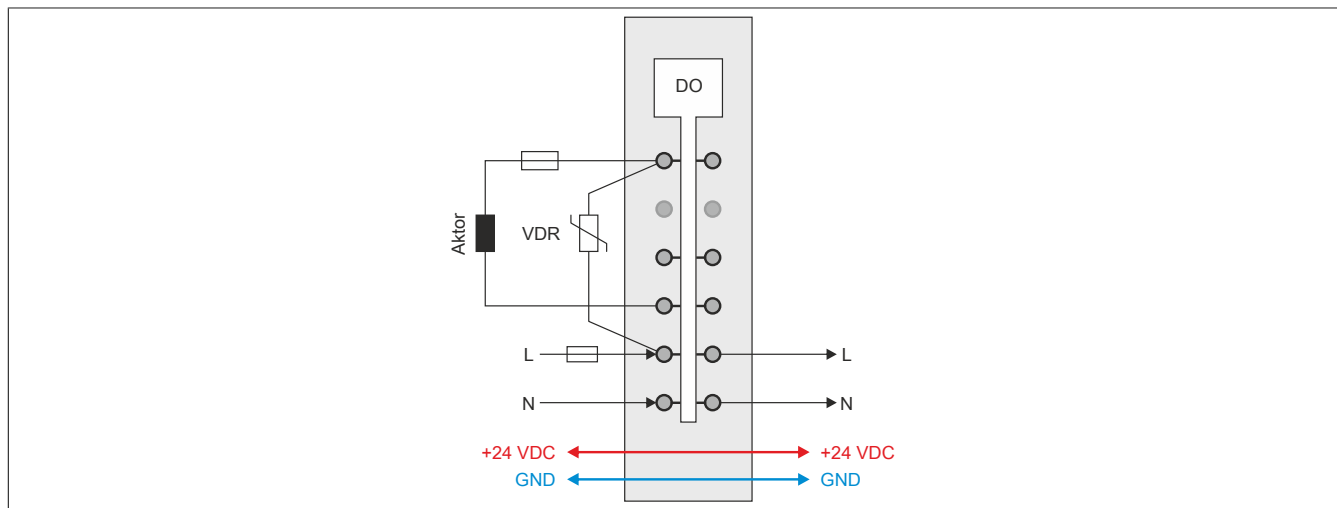 DO
Aktor
VDR
L L
N N
+24 VDC +24 VDC
GND GND